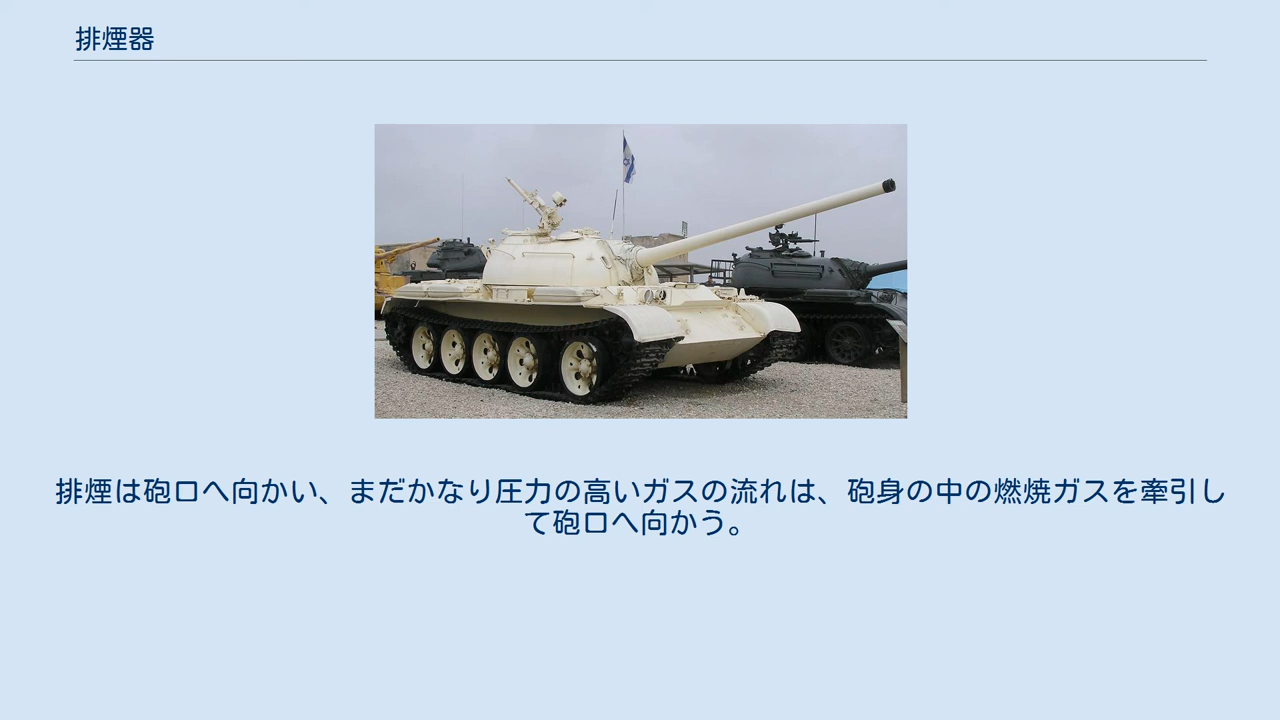 排煙器
排煙は砲口へ向かい、まだかなり圧力の高いガスの流れは、砲身の中の燃焼ガスを牽引し
て砲口へ向かう。